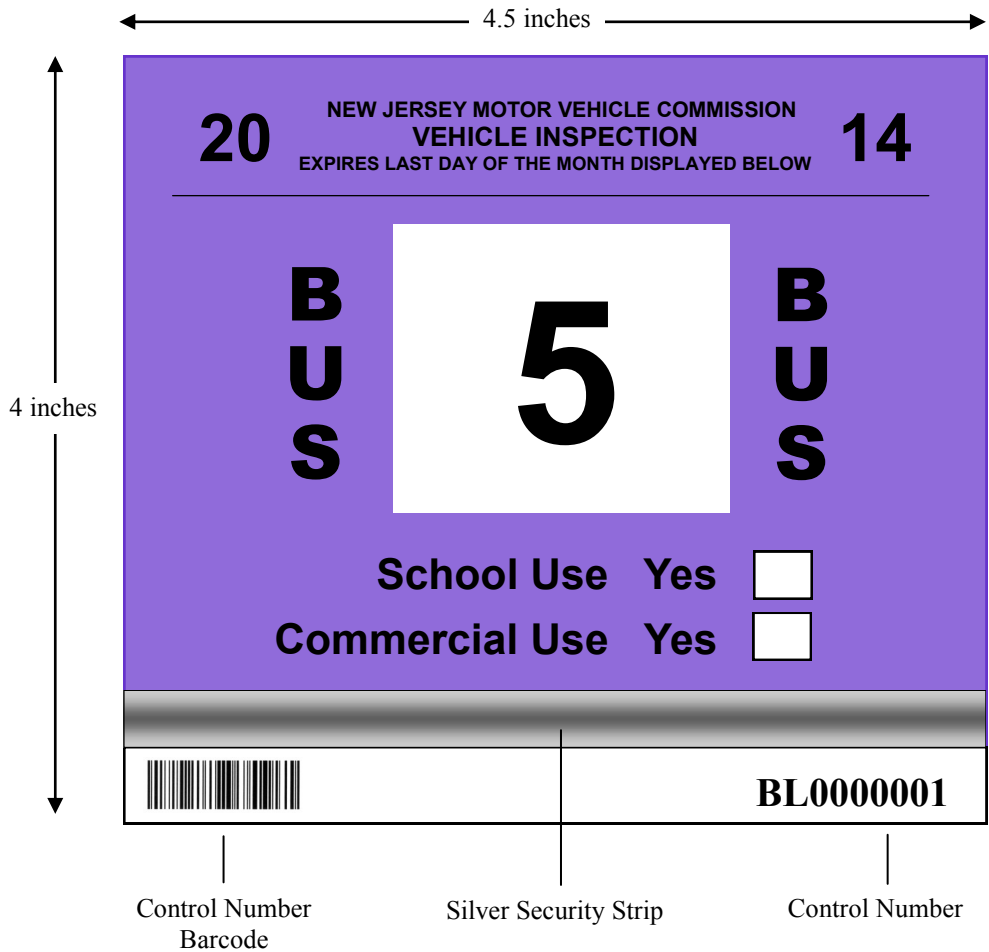 4.5 inches
NEW JERSEY MOTOR VEHICLE COMMISSION
20 VEHICLE INSPECTION 14
EXPIRES LAST DAY OF THE MONTH DISPLAYED BELOW
BUS
5
BUS
4 inches
School Use Yes
Commercial Use Yes
BL0000001
Control Number
Barcode
Silver Security Strip
Control Number